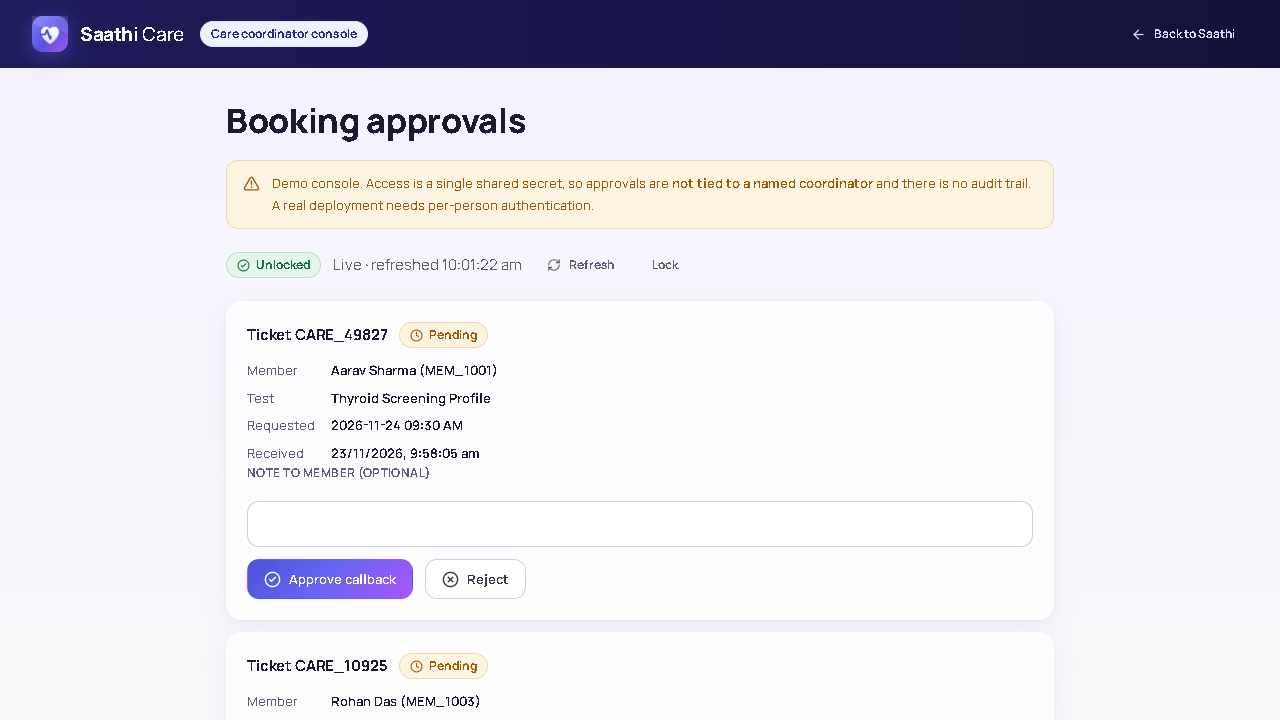 Saathi Care
Care coordinator console
Back to Saathi
Booking approvals
Demo console. Access is a single shared secret, so approvals are not tied to a named coordinator and there is no audit trail.
A real deployment needs per-person authentication.
Unlocked
Live · refreshed 10:01:22 am
Refresh
Lock
Ticket CARE_49827
Pending
Member Aarav Sharma (MEM_1001)
Test Thyroid Screening Profile
Requested 2026-11-24 09:30 AM
Received 23/11/2026, 9:58:05 am
NOTE TO MEMBER (OPTIONAL)
Approve callback
Reject
Ticket CARE_10925
Pending
Member Rohan Das (MEM_1003)